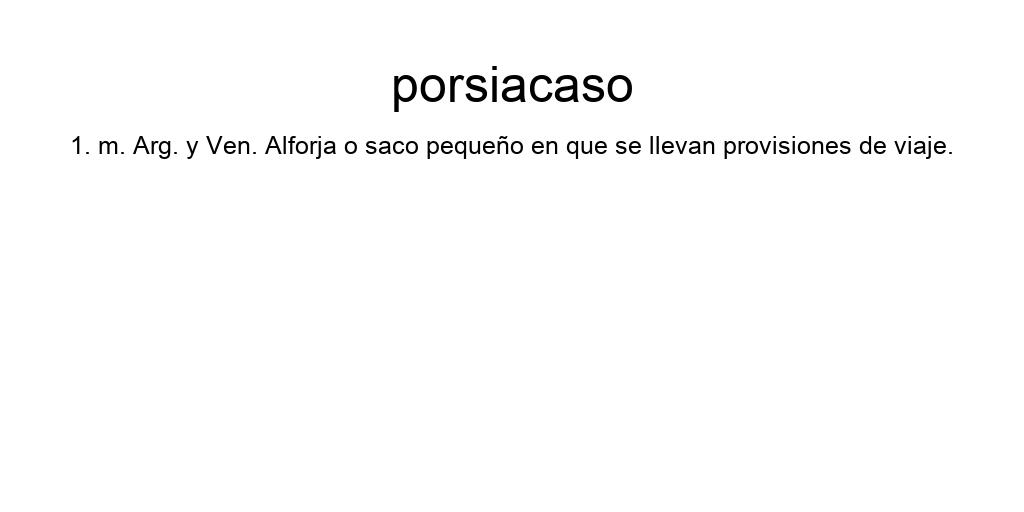 porsiacaso
1. m. Arg. y Ven. Alforja o saco pequeño en que se llevan provisiones de viaje.